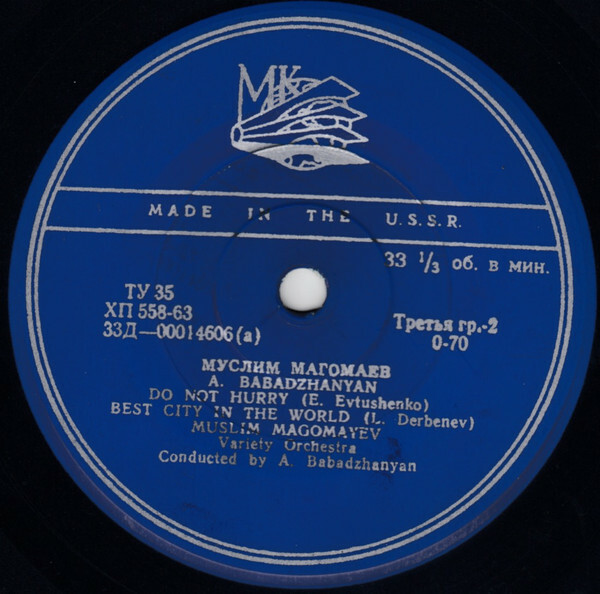 МК
MADE IN THE U.S.S.R.
33 1/3 об. в мин.
ТУ 35
ХП 558-63
33Д—00014606(а)
Третья гр.-2
0-70
МУСЛИМ МАГОМАЕВ
A. BABADZHANYAN
DO NOT HURRY (E. Evtushenko)
BEST CITY IN THE WORLD (L. Derbenev)
MUSLIM MAGOMAYEV
Variety Orchestra
Conducted by A. Babadzhanyan